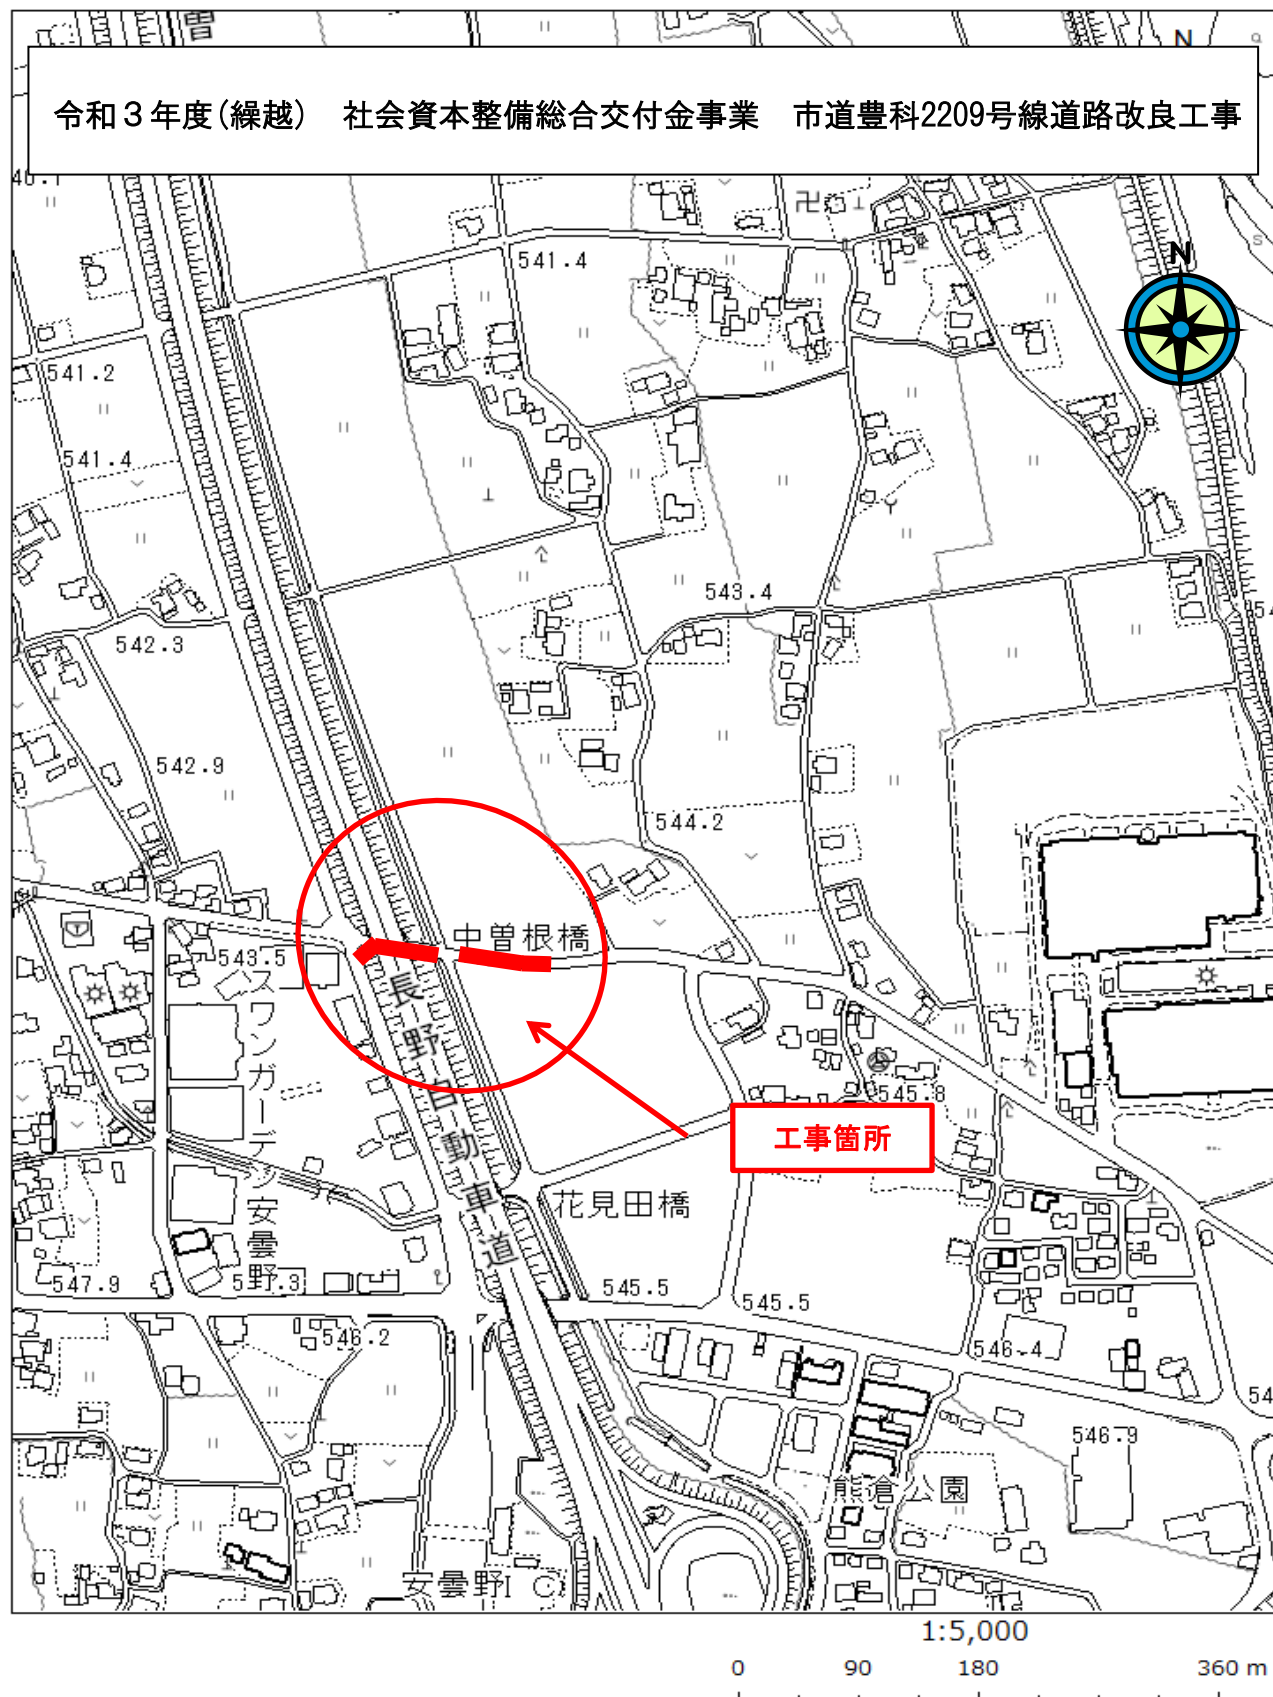 曽
N
令和３年度(繰越)　社会資本整備総合交付金事業　市道豊科2209号線道路改良工事
N
541.4
541.2
541.4
543.4
542.3
542.9
544.2
中曽根橋
543.5
スワンガーデン安曇野
長野自動車道
545.8
工事箇所
花見田橋
547.9
545.5
545.5
546.2
546.4
546.9
熊倉公園
安曇野I
1:5,000
0 90 180 360 m